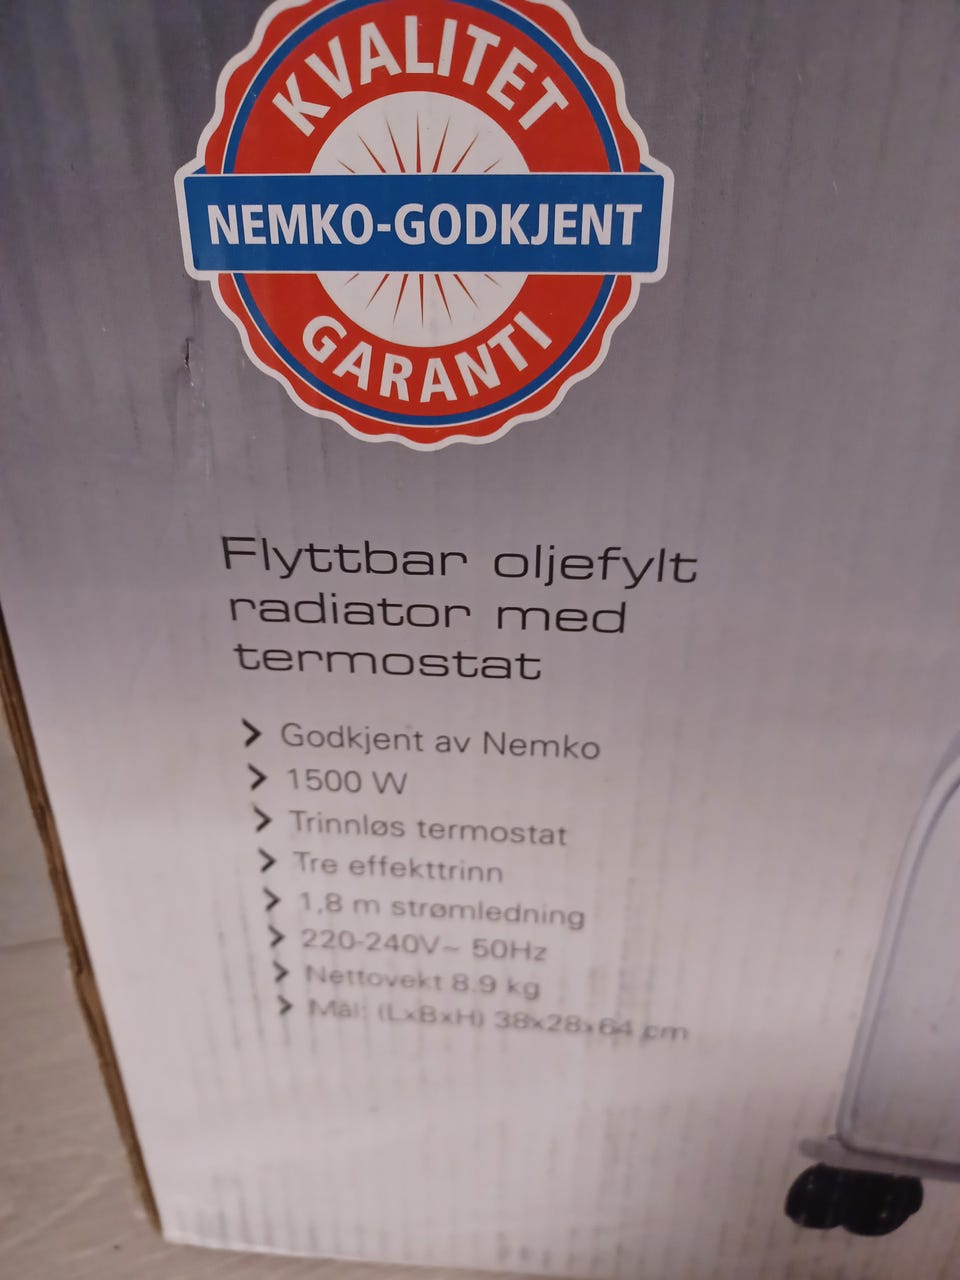 KVALITET
NEMKO-GODKJENT
GARANTI
Flyttbar oljefylt
radiator med
termostat
Godkjent av Nemko
1500 W
Trinnløs termostat
Tre effekttrinn
1,8 m strømledning
220-240V~ 50Hz
Nettovekt 8.9 kg
Mål: (LxBxH) 38x28x64 cm